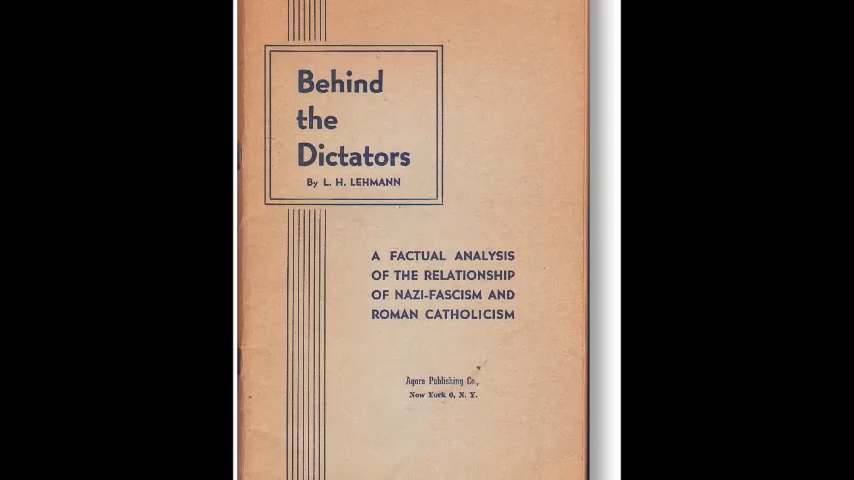 Behind
the
Dictators
By L. H. LEHMANN
A FACTUAL ANALYSIS
OF THE RELATIONSHIP
OF NAZI-FASCISM AND
ROMAN CATHOLICISM
Agora Publishing Co.,
New York 6, N. Y.